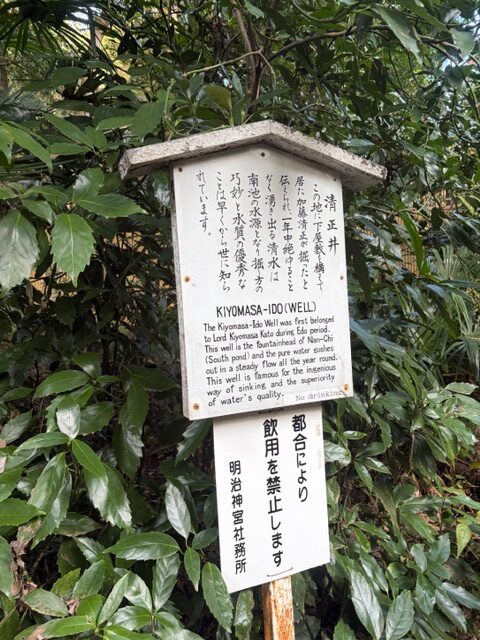 清正井
この地に下屋敷を構えて
居た加藤清正が掘ったと
伝えられ、一年中絶ゆること
なく湧き出る清水は
南池の水源となり掘り方の
巧妙と水質の優秀な
ことは早くから世に知ら
れています。
KIYOMASA-IDO(WELL)
The Kiyomasa-Ido Well was first belonged
to Lord Kiyomasa Kato during Edo period.
This well is the fountainhead of Nan-Chi
(South pond) and the pure water gushes
out in a steady flow all the year round.
This well is famous for the ingenious
way of sinking and the superiority
of water's quality.
No drinking
都合により
飲用を禁止します
明治神宮社務所